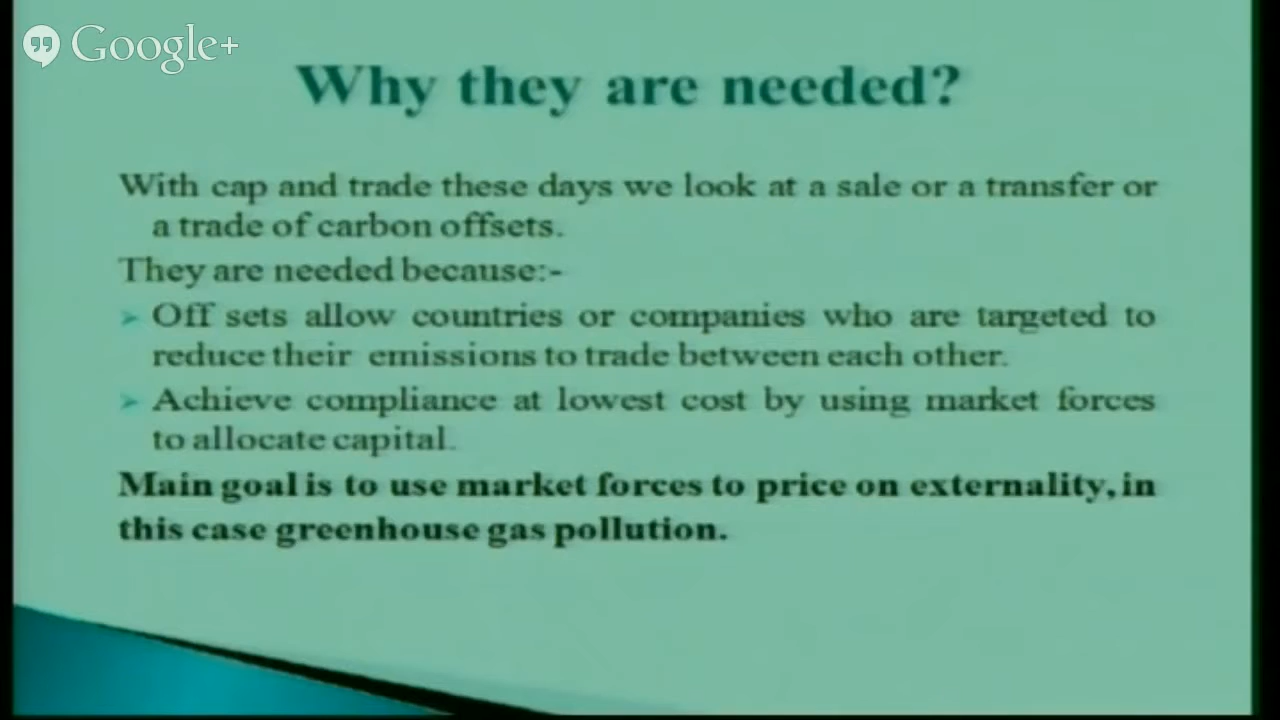 Google+
Why they are needed?
With cap and trade these days we look at a sale or a transfer or
a trade of carbon offsets.
They are needed because:-
➢ Off sets allow countries or companies who are targeted to
reduce their emissions to trade between each other.
➢ Achieve compliance at lowest cost by using market forces
to allocate capital.
Main goal is to use market forces to price on externality, in
this case greenhouse gas pollution.